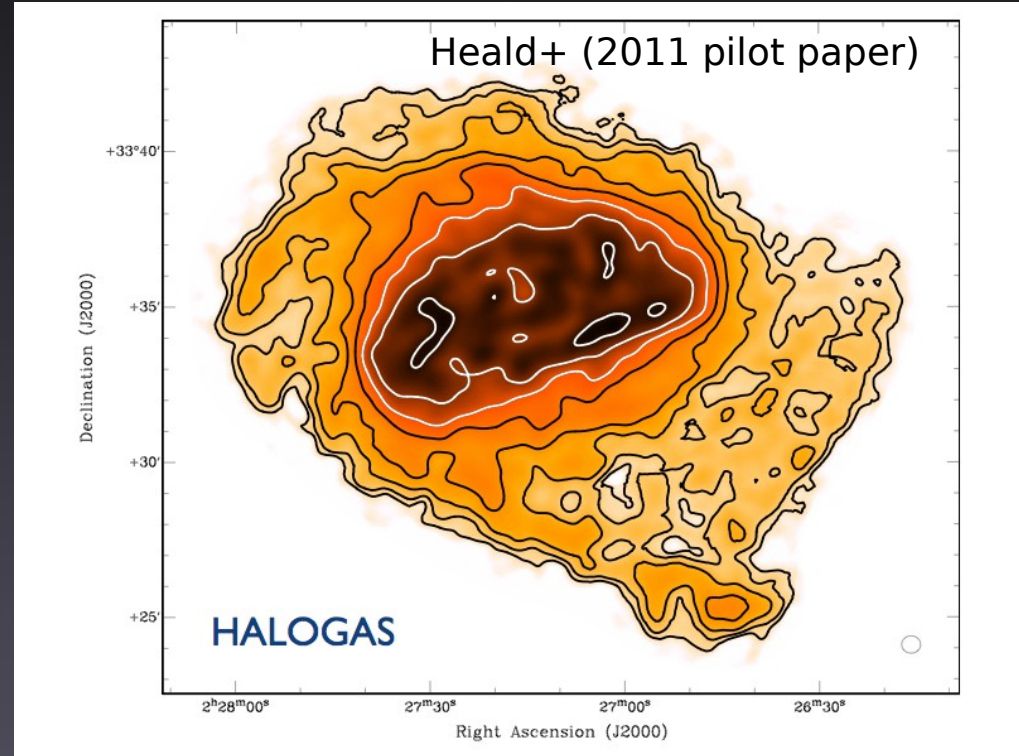 Heald+ (2011 pilot paper)
+33°40′
+35′
+30′
+25′
HALOGAS
Declination (J2000)
2ʰ28ᵐ00ˢ 27ᵐ30ˢ 27ᵐ00ˢ 26ᵐ30ˢ
Right Ascension (J2000)